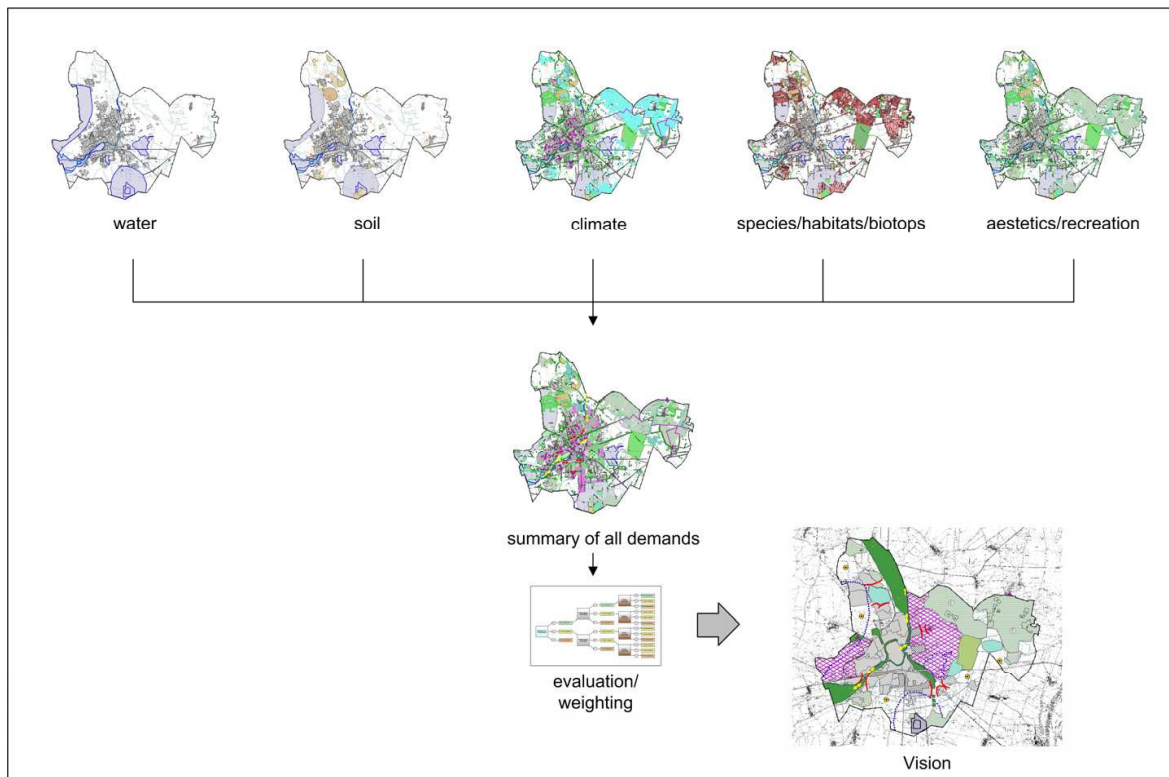 water
soil
climate
species/habitats/biotops
aestetics/recreation
summary of all demands
evaluation/
weighting
Vision